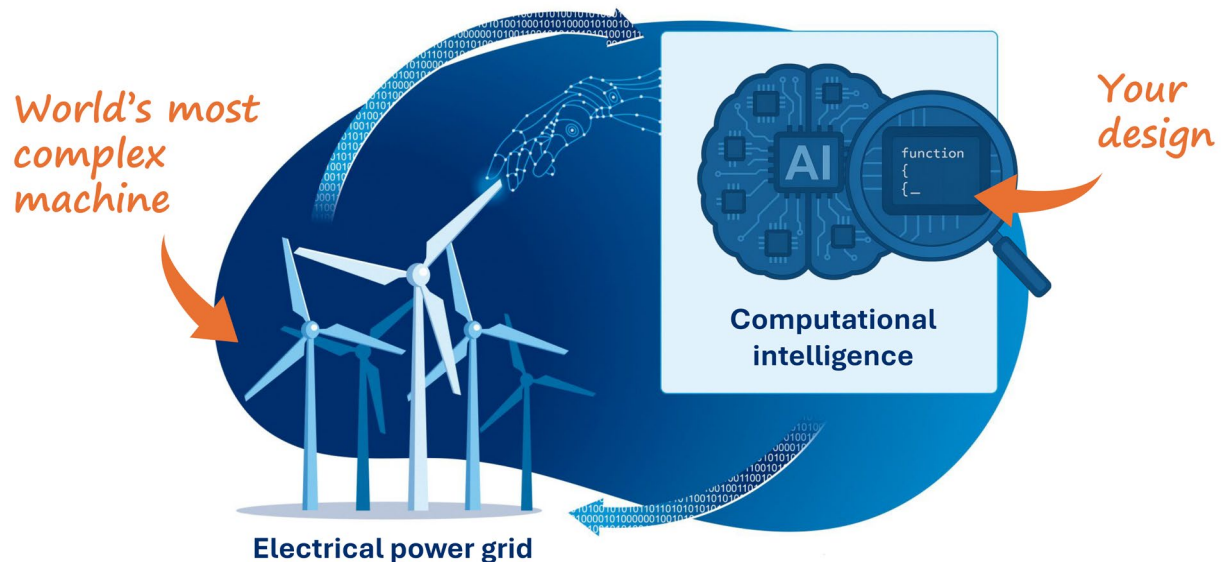 World's most
complex
machine
Your
design
AI
function
{
{_
Computational
intelligence
Electrical power grid